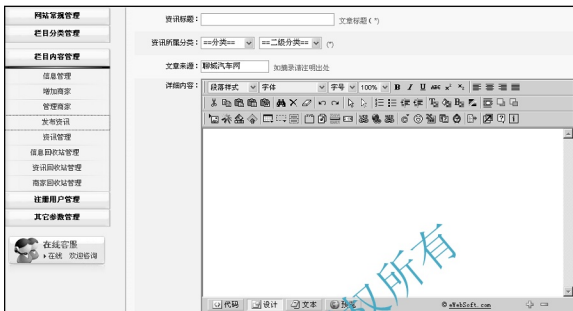 网站常规管理
栏目分类管理
栏目内容管理
信息管理
增加商家
管理商家
发布资讯
资讯管理
信息回收站管理
资讯回收站管理
商家回收站管理
注册用户管理
其它参数管理
在线客服
在线 欢迎咨询
资讯标题： 文章标题(*)
资讯所属分类： ==分类== ==二级分类== (*)
文章来源： 聊城汽车网 如摘录请注明出处
详细内容：
段落样式 字体 字号 100% B I U ABC x² x₂
代码 设计 文本 预览 © eWebSoft.com
权所有